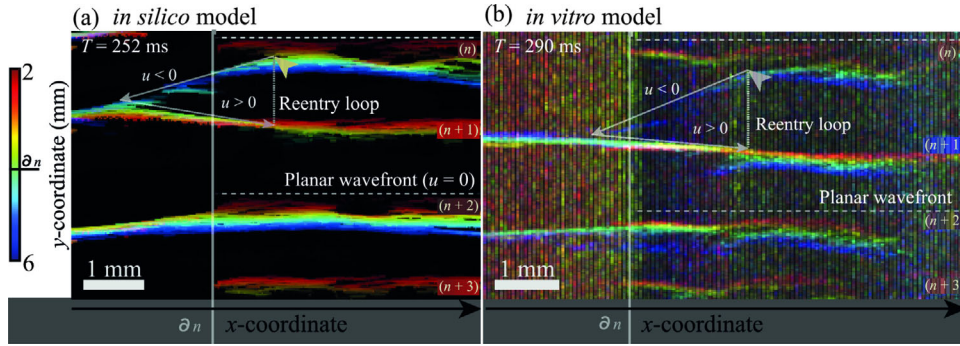 (a) in silico model
T = 252 ms
(n)
u < 0
u > 0
Reentry loop
(n + 1)
Planar wavefront (u = 0)
(n + 2)
1 mm
(n + 3)
2
∂n
6
y-coordinate (mm)
∂n x-coordinate
(b) in vitro model
T = 290 ms
(n)
u < 0
u > 0
Reentry loop
(n + 1)
Planar wavefront
(n + 2)
1 mm
(n + 3)
∂n x-coordinate